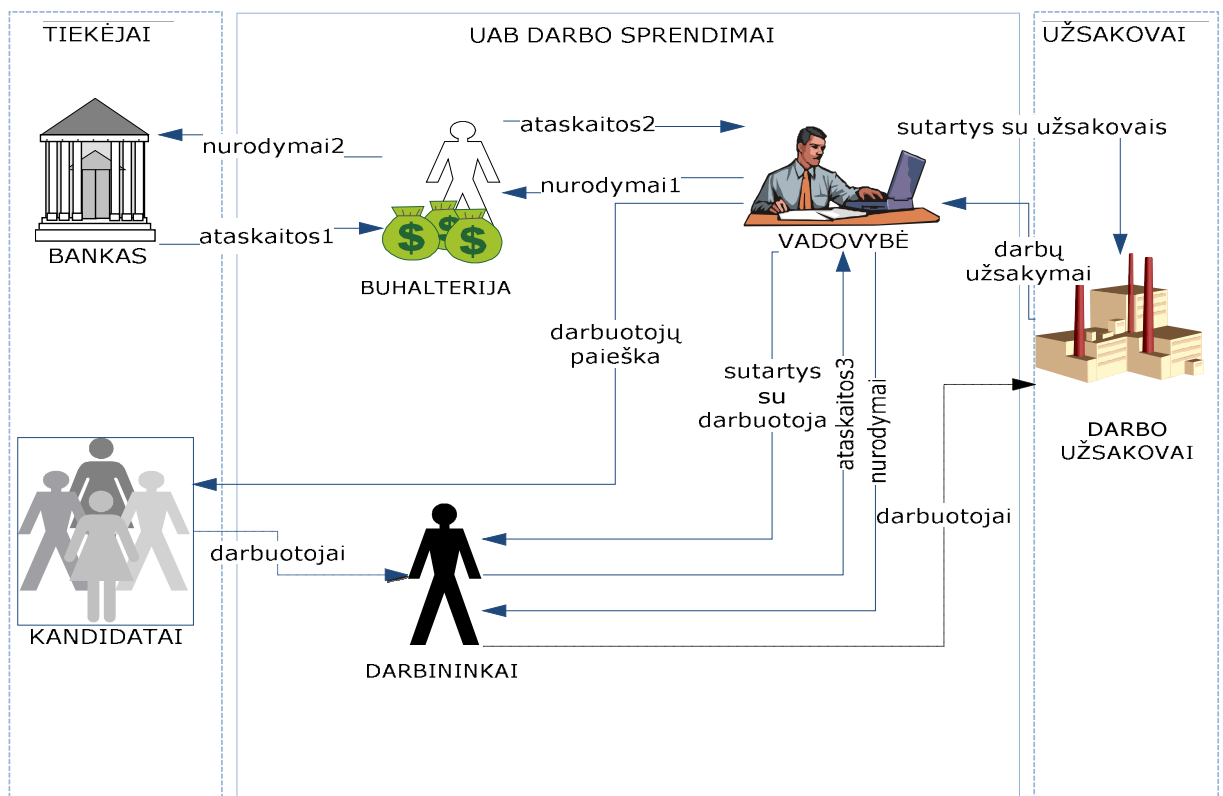 TIEKĖJAI
UAB DARBO SPRENDIMAI
UŽSAKOVAI
nurodymai2
ataskaitos2
sutartys su užsakovais
nurodymai1
ataskaitos1
BANKAS
BUHALTERIJA
VADOVYBĖ
darbų
užsakymai
darbuotojų
paieška
sutartys
su
darbuotoja
ataskaitos3
nurodymai
DARBO
UŽSAKOVAI
darbuotojai
darbuotojai
KANDIDATAI
DARBININKAI